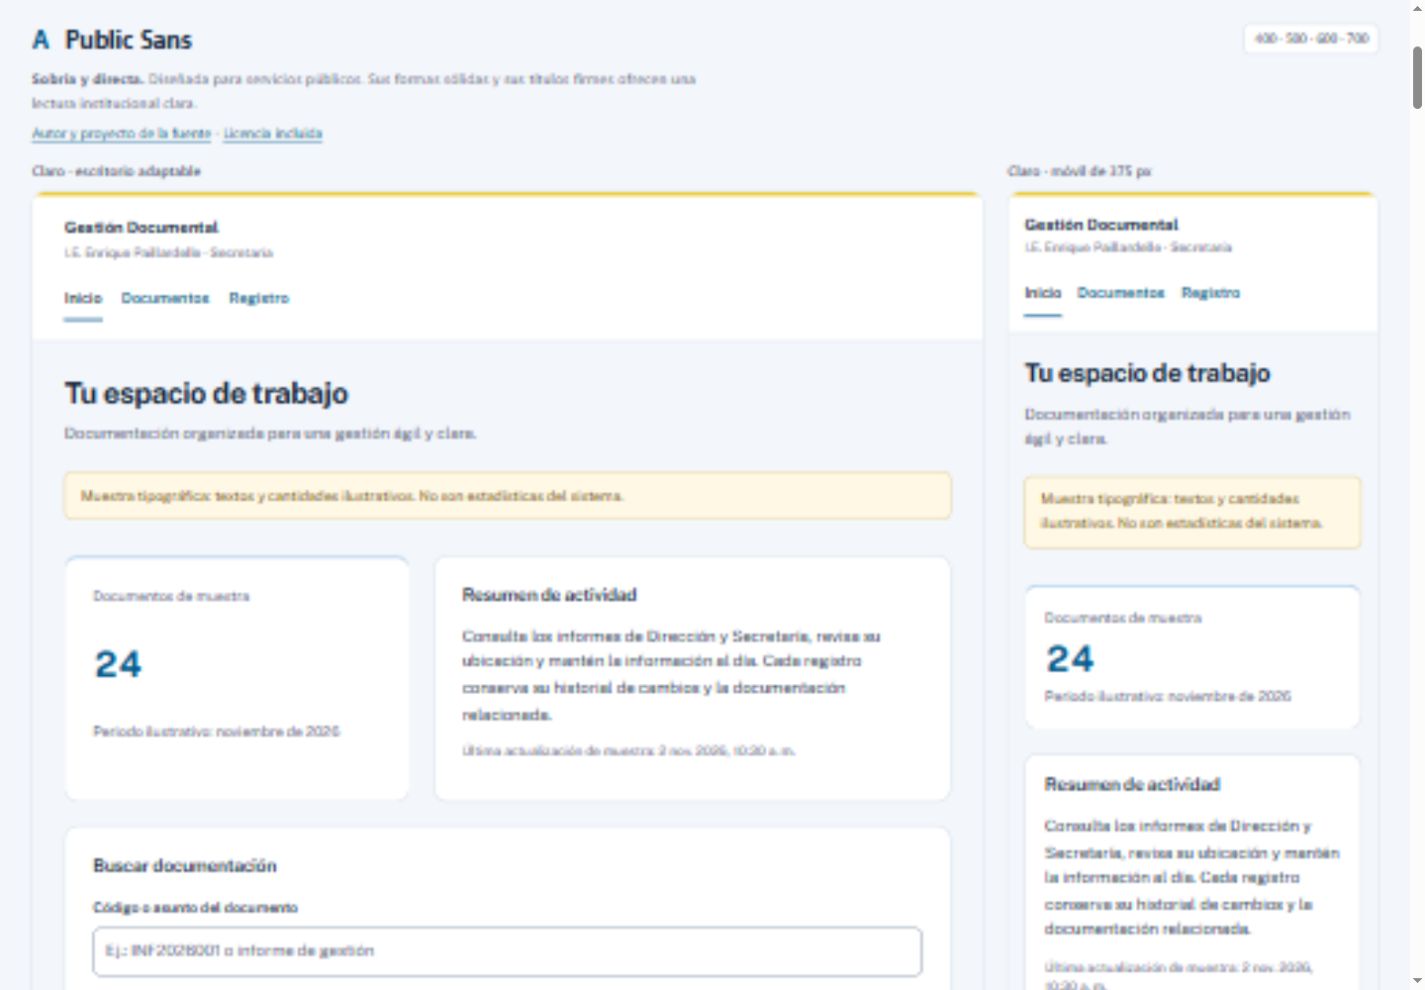 A Public Sans
400 · 500 · 600 · 700
Sobria y directa. Diseñada para servicios públicos. Sus formas sólidas y sus títulos firmes ofrecen una
lectura institucional clara.
Autor y proyecto de la fuente · Licencia incluida
Claro · escritorio adaptable
Gestión Documental
I.E. Enrique Paillardelle · Secretaría
Inicio Documentos Registro
Tu espacio de trabajo
Documentación organizada para una gestión ágil y clara.
Muestra tipográfica: textos y cantidades ilustrativos. No son estadísticas del sistema.
Documentos de muestra
24
Periodo ilustrativo: noviembre de 2026
Resumen de actividad
Consulta los informes de Dirección y Secretaría, revisa su
ubicación y mantén la información al día. Cada registro
conserva su historial de cambios y la documentación
relacionada.
Última actualización de muestra: 2 nov. 2026, 10:30 a. m.
Buscar documentación
Código o asunto del documento
Ej.: INF2026001 o informe de gestión
Claro · móvil de 375 px
Gestión Documental
I.E. Enrique Paillardelle · Secretaría
Inicio Documentos Registro
Tu espacio de trabajo
Documentación organizada para una gestión
ágil y clara.
Muestra tipográfica: textos y cantidades
ilustrativos. No son estadísticas del sistema.
Documentos de muestra
24
Periodo ilustrativo: noviembre de 2026
Resumen de actividad
Consulta los informes de Dirección y
Secretaría, revisa su ubicación y mantén
la información al día. Cada registro
conserva su historial de cambios y la
documentación relacionada.
Última actualización de muestra: 2 nov. 2026,
10:30 a. m.